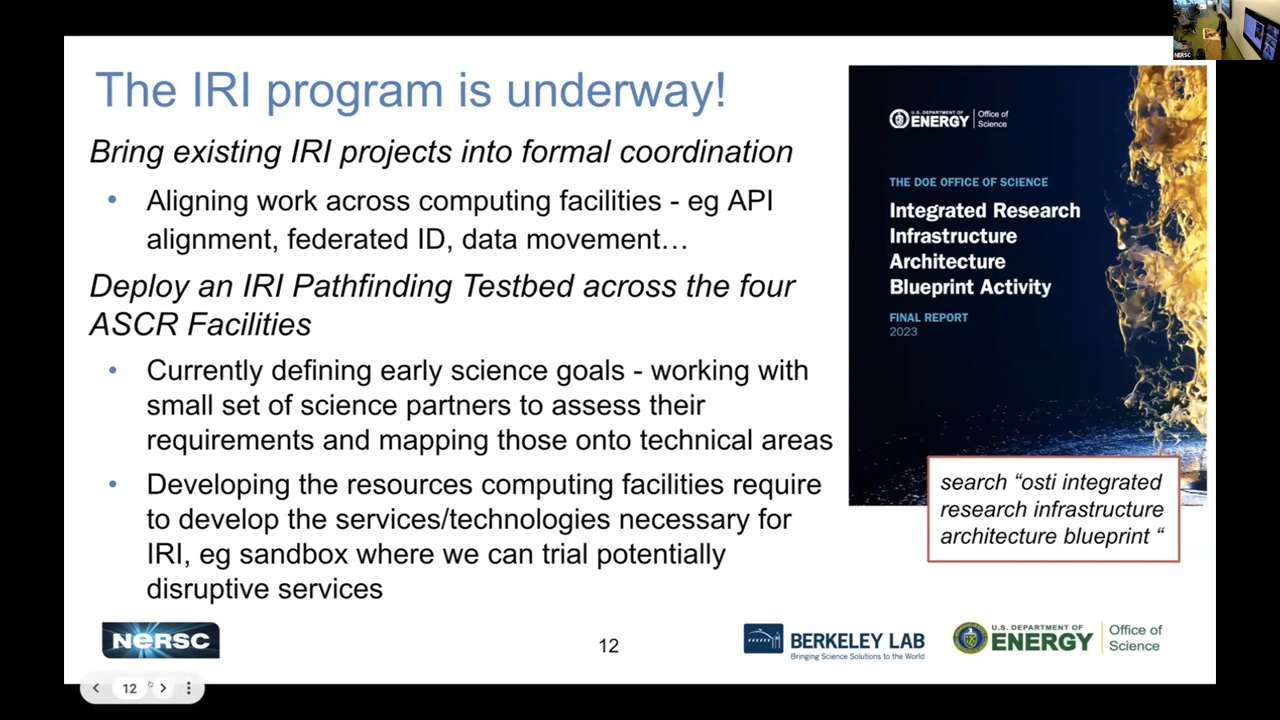 The IRI program is underway!
Bring existing IRI projects into formal coordination
• Aligning work across computing facilities - eg API
alignment, federated ID, data movement…
Deploy an IRI Pathfinding Testbed across the four
ASCR Facilities
• Currently defining early science goals - working with
small set of science partners to assess their
requirements and mapping those onto technical areas
• Developing the resources computing facilities require
to develop the services/technologies necessary for
IRI, eg sandbox where we can trial potentially
disruptive services
U.S. DEPARTMENT OF
ENERGY
Office of
Science
THE DOE OFFICE OF SCIENCE
Integrated Research
Infrastructure
Architecture
Blueprint Activity
FINAL REPORT
2023
search “osti integrated
research infrastructure
architecture blueprint “
NERSC
NERSC
12
BERKELEY LAB
Bringing Science Solutions to the World
U.S. DEPARTMENT OF
ENERGY
Office of
Science
12